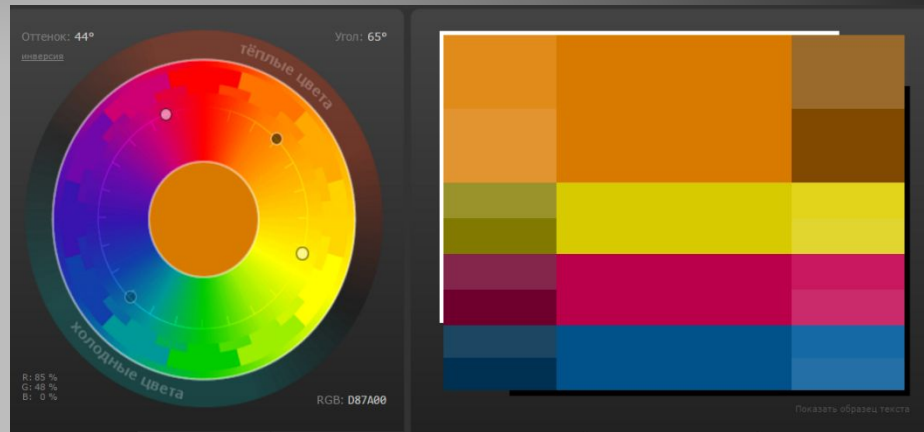 Оттенок: 44°
Угол: 65°
инверсия
тёплые цвета
холодные цвета
R: 85 %
G: 48 %
B: 0 %
RGB: D87A00
Показать образец текста